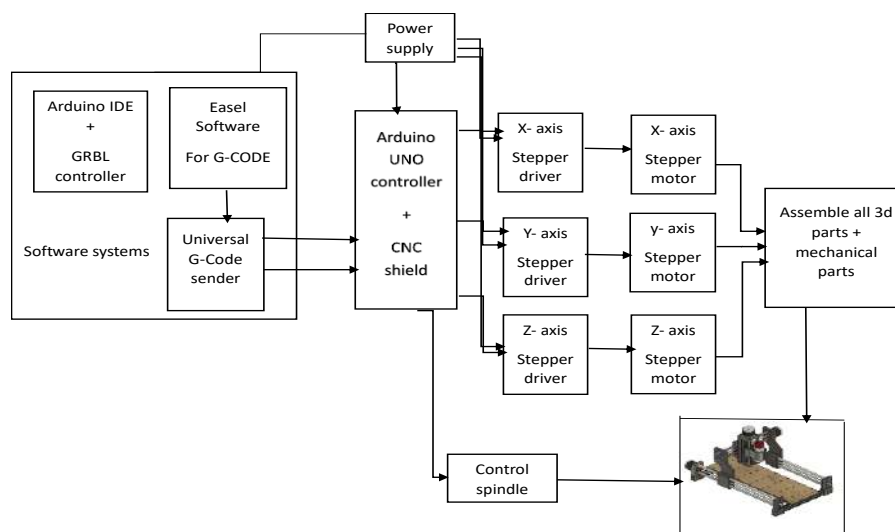 Power
supply
Arduino IDE
+
GRBL
controller
Easel
Software
For G-CODE
Software systems
Universal
G-Code
sender
Arduino
UNO
controller
+
CNC
shield
X- axis
Stepper
driver
X- axis
Stepper
motor
Y- axis
Stepper
driver
y- axis
Stepper
motor
Z- axis
Stepper
driver
Z- axis
Stepper
motor
Assemble all 3d
parts +
mechanical
parts
Control
spindle